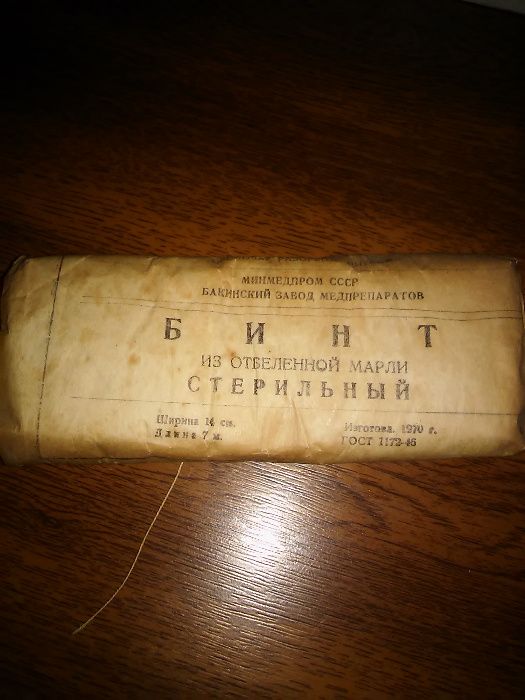 МИНМЕДПРОМ СССР
БАКИНСКИЙ ЗАВОД МЕДПРЕПАРАТОВ
БИНТ
ИЗ ОТБЕЛЕННОЙ МАРЛИ
СТЕРИЛЬНЫЙ
Ширина 14 см. Изготовл. 1970 г.
Длина 7 м. ГОСТ 1172-46